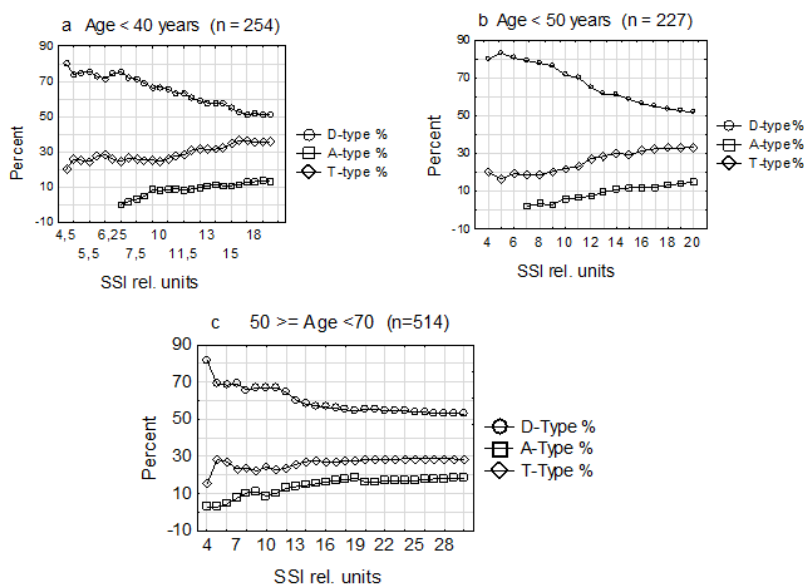 a Age < 40 years (n = 254)
90
70
50
30
10
-10
Percent
4,5 6,25 10 13 18
5,5 7,5 11,5 15
SSI rel. units
D-type %
A-type %
T-type %
b Age < 50 years (n = 227)
90
70
50
30
10
-10
Percent
4 6 8 10 12 14 16 18 20
SSI rel. units
D-type%
A-type%
T-type%
c 50 >= Age <70 (n=514)
90
70
50
30
10
-10
Percent
4 7 10 13 16 19 22 25 28
SSI rel. units
D-Type %
A-Type %
T-Type %